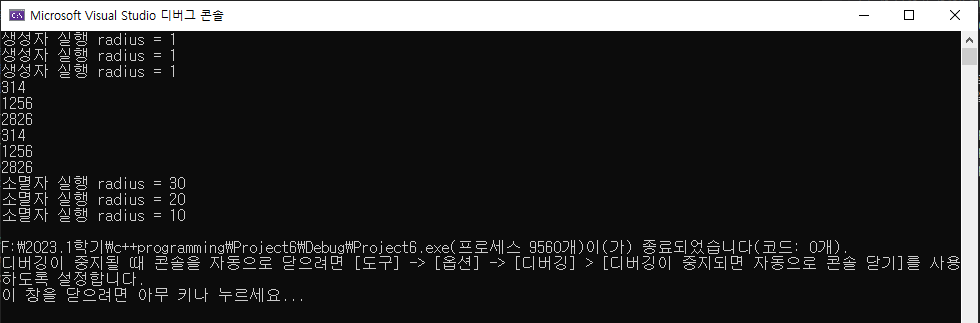 Microsoft Visual Studio 디버그 콘솔
생성자 실행 radius = 1
생성자 실행 radius = 1
생성자 실행 radius = 1
314
1256
2826
314
1256
2826
소멸자 실행 radius = 30
소멸자 실행 radius = 20
소멸자 실행 radius = 10
F:₩2023.1학기₩c++programming₩Project6₩Debug₩Project6.exe(프로세스 9560개)이(가) 종료되었습니다(코드: 0개).
디버깅이 중지될 때 콘솔을 자동으로 닫으려면 [도구] -> [옵션] -> [디버깅] > [디버깅이 중지되면 자동으로 콘솔 닫기]를 사용
하도록 설정합니다.
이 창을 닫으려면 아무 키나 누르세요...